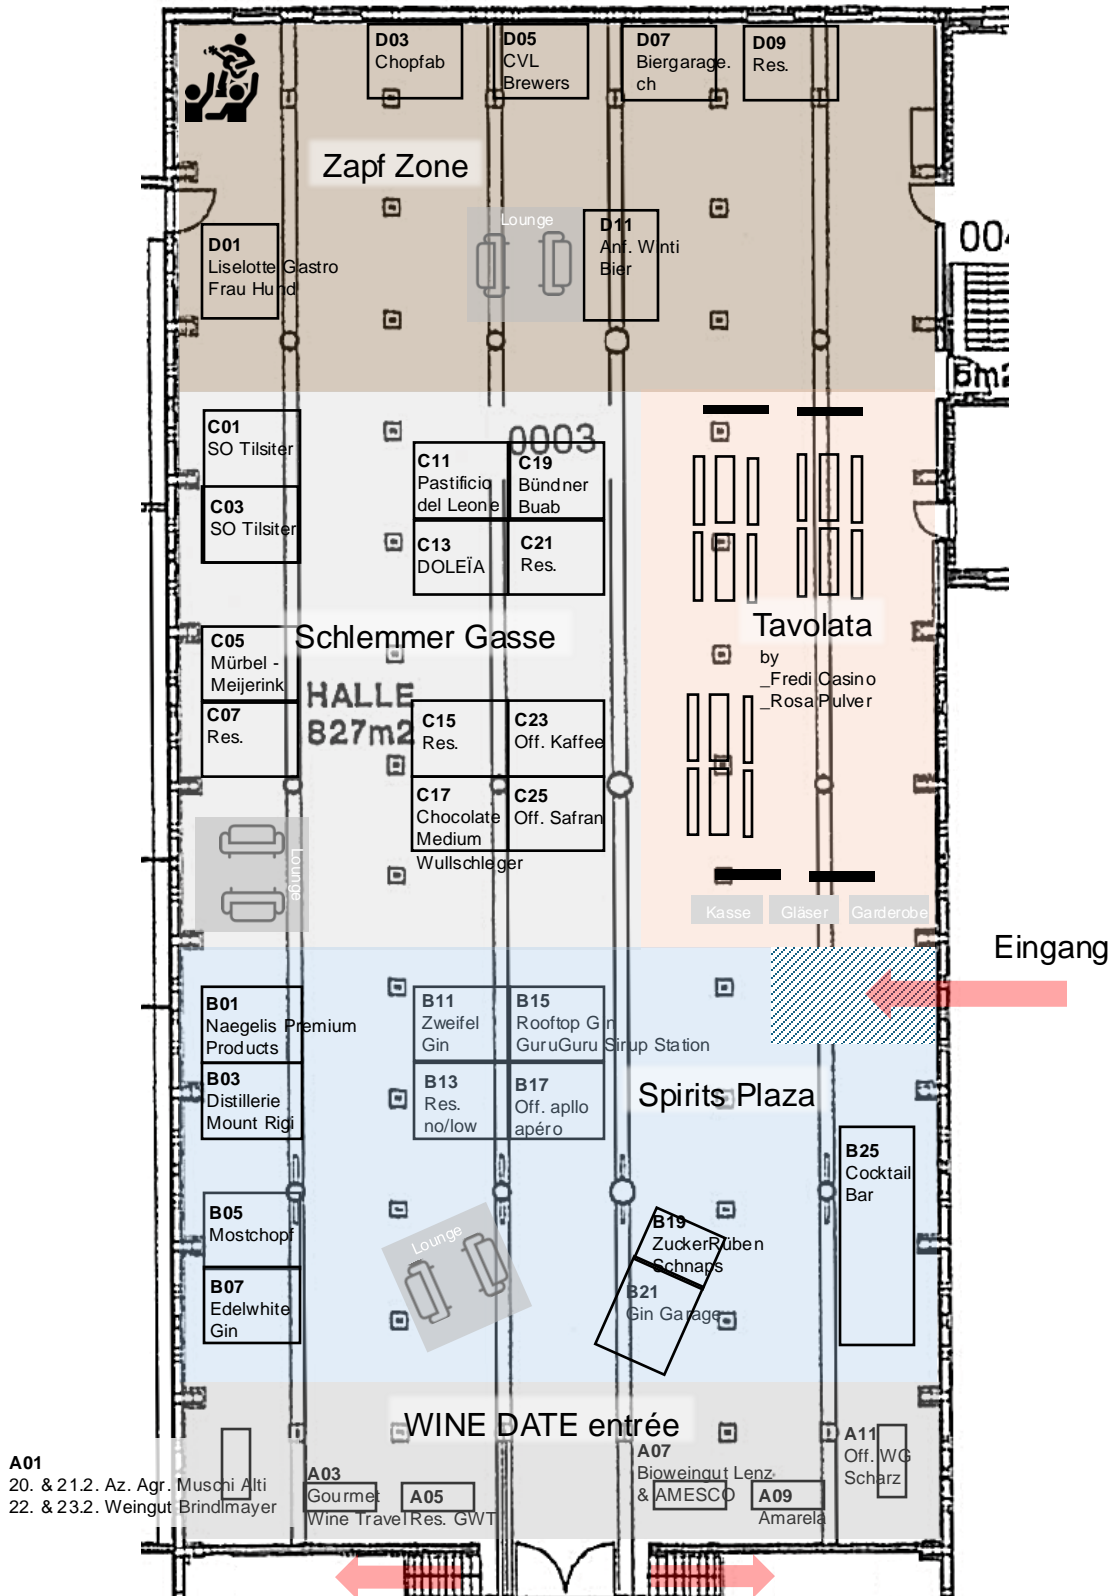 D03
Chopfab
D05
CVL
Brewers
D07
Biergarage.
ch
D09
Res.
Zapf Zone
Lounge
D11
Anf. Winti
Bier
D01
Liselotte Gastro
Frau Hund
004
5m2
C01
SO Tilsiter
C03
SO Tilsiter
0003
C11
Pastificio
del Leone
C19
Bündner
Buab
C13
DOLEÏA
C21
Res.
Schlemmer Gasse
Tavolata
by
_Fredi Casino
_Rosa Pulver
C05
Mürbel -
Meijerink
C07
Res.
HALLE
827m2
C15
Res.
C23
Off. Kaffee
C17
Chocolate
Medium
Wullschleger
C25
Off. Safran
Lounge
Kasse
Gläser
Garderobe
Eingang
B01
Naegelis Premium
Products
B03
Distillerie
Mount Rigi
B11
Zweifel
Gin
B15
Rooftop Gin
GuruGuru Sirup Station
B13
Res.
no/low
B17
Off. apllo
apéro
Spirits Plaza
B25
Cocktail
Bar
B05
Mostchopf
B07
Edelwhite
Gin
Lounge
B19
ZuckerRüben
Schnaps
B21
Gin Garage
WINE DATE entrée
A01
20. & 21.2. Az. Agr. Muschi Alti
22. & 23.2. Weingut Brindlmayer
A03
Gourmet
Wine Travel
A05
Res. GWT
A07
Bioweingut Lenz
& AMESCO
A09
Amarela
A11
Off. WG
Scharz